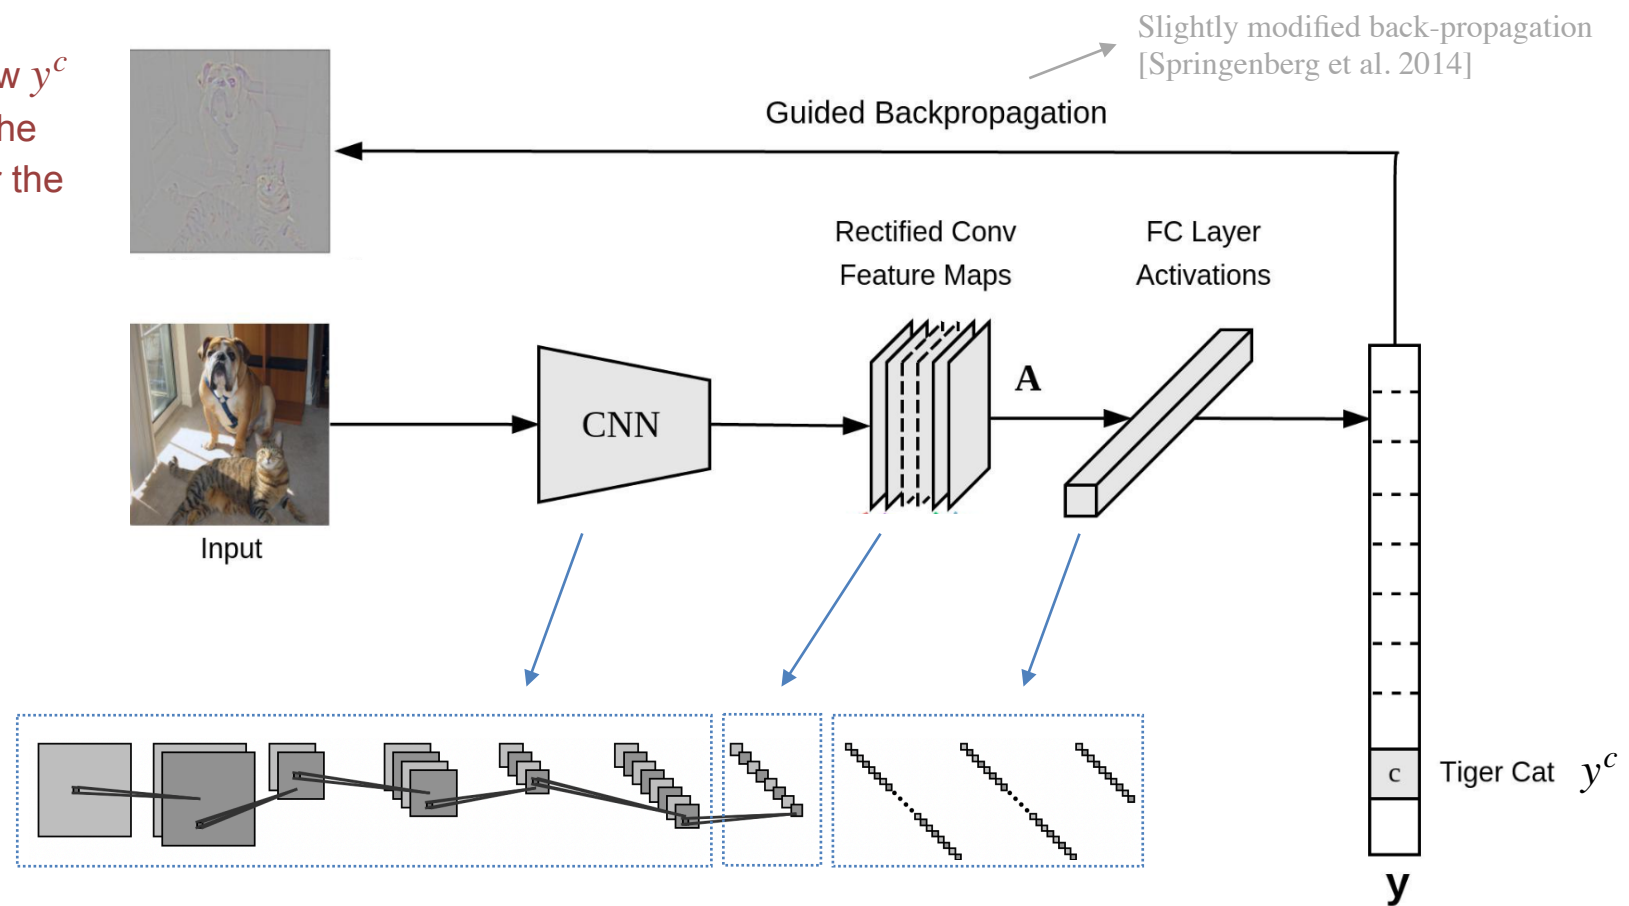 Slightly modified back-propagation
[Springenberg et al. 2014]
w y^c
he
r the
Guided Backpropagation
Rectified Conv
Feature Maps
FC Layer
Activations
A
CNN
Input
c
Tiger Cat y^c
y